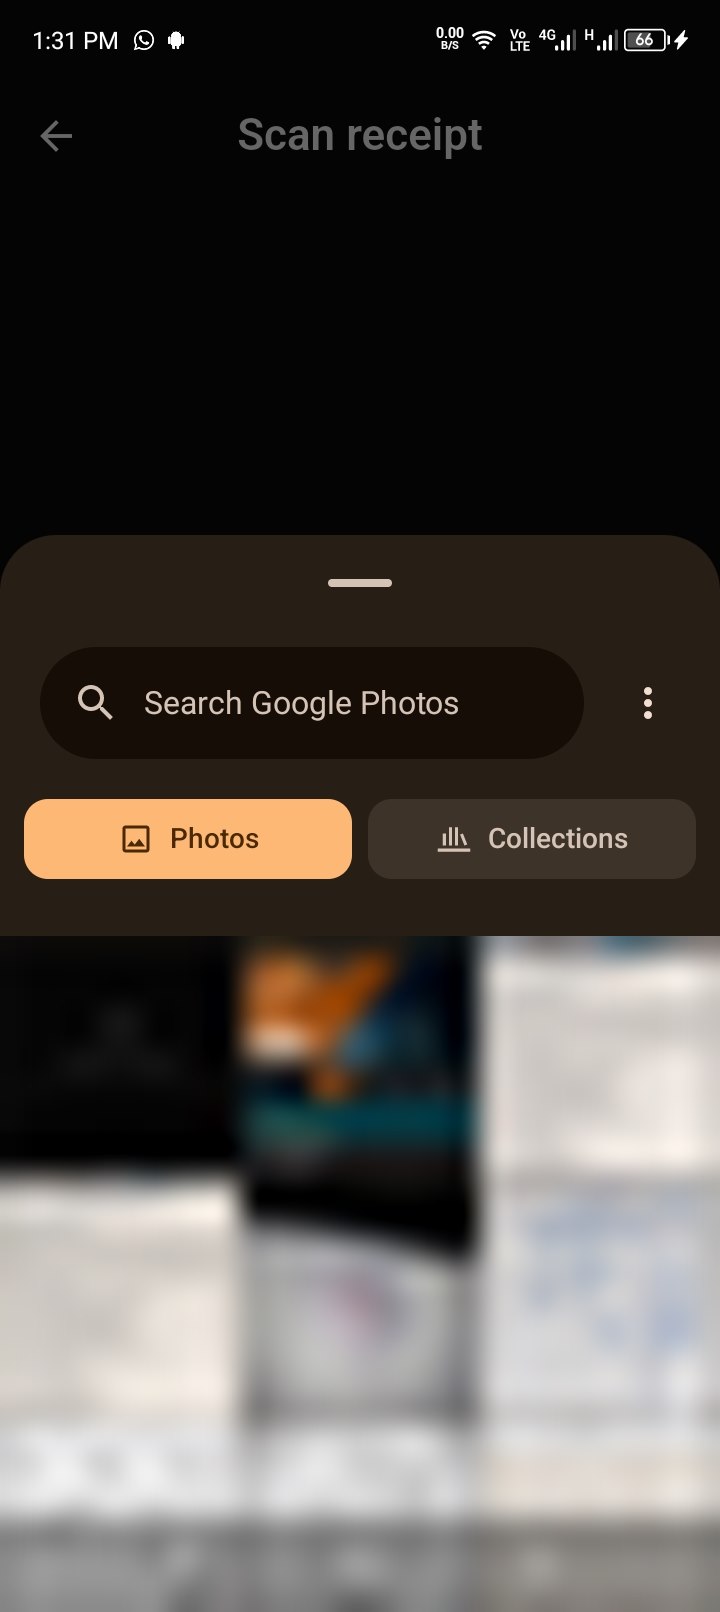 1:31 PM
0.00 B/S
Vo LTE
4G
H
66
Scan receipt
Search Google Photos
Photos
Collections